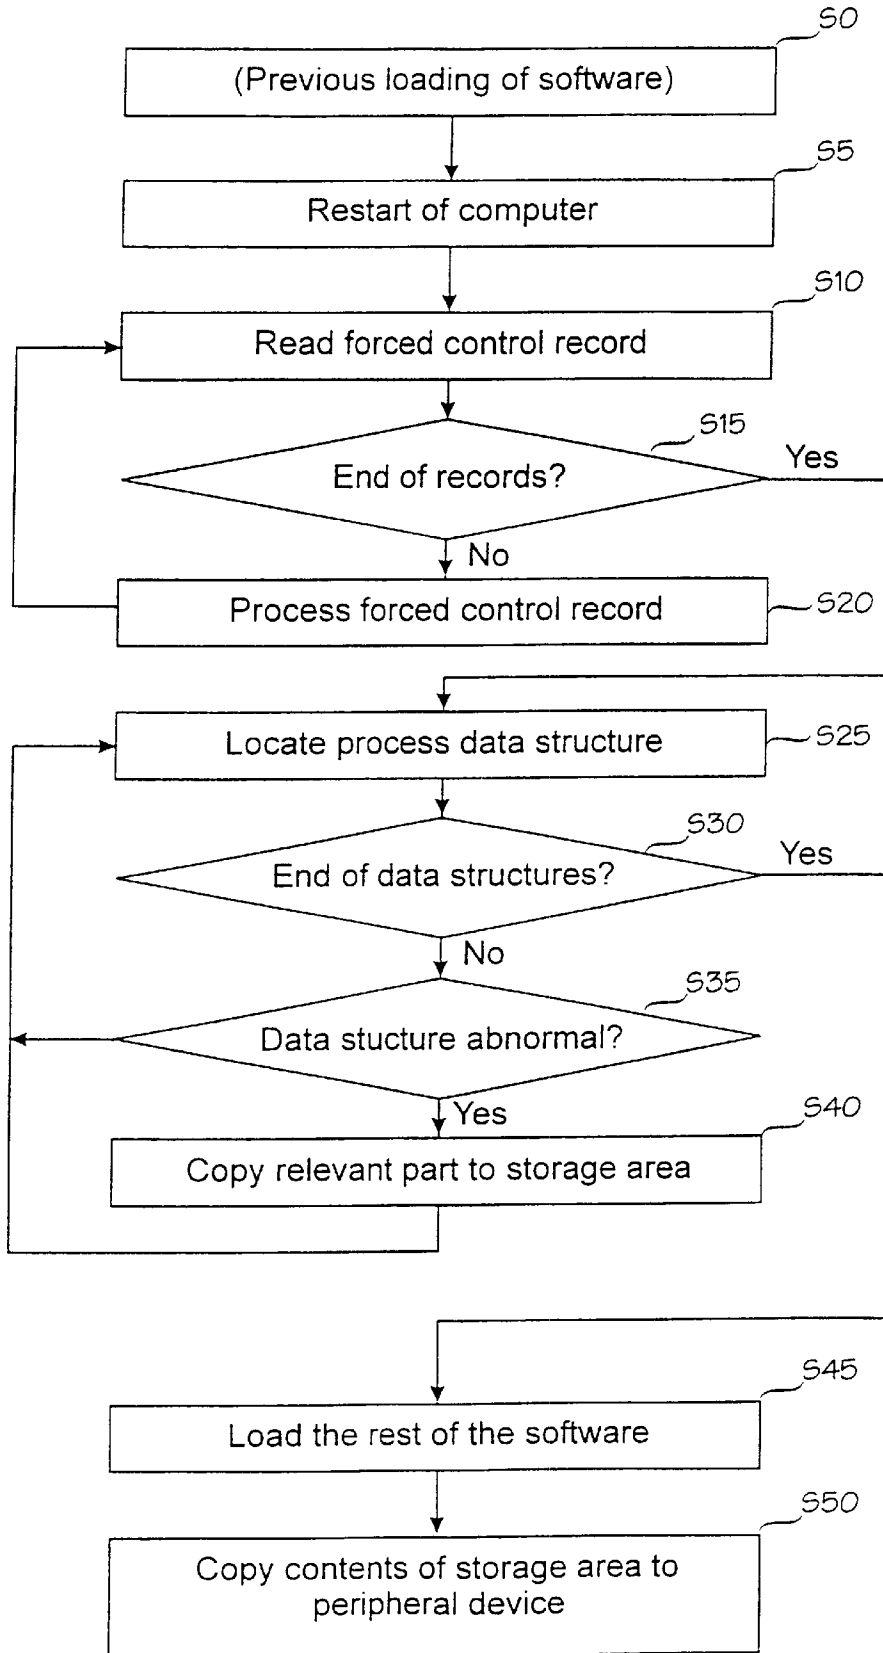 S0
(Previous loading of software)
S5
Restart of computer
S10
Read forced control record
S15
End of records?
Yes
No
Process forced control record
S20
Locate process data structure
S25
S30
End of data structures?
Yes
No
S35
Data stucture abnormal?
Yes
S40
Copy relevant part to storage area
S45
Load the rest of the software
S50
Copy contents of storage area to
peripheral device